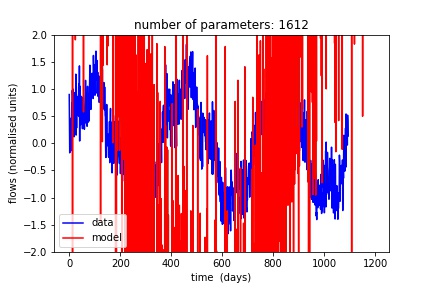 number of parameters: 1612
2.0
1.5
1.0
0.5
0.0
-0.5
-1.0
-1.5
-2.0
flows (normalised units)
data
model
0 200 400 600 800 1000 1200
time (days)